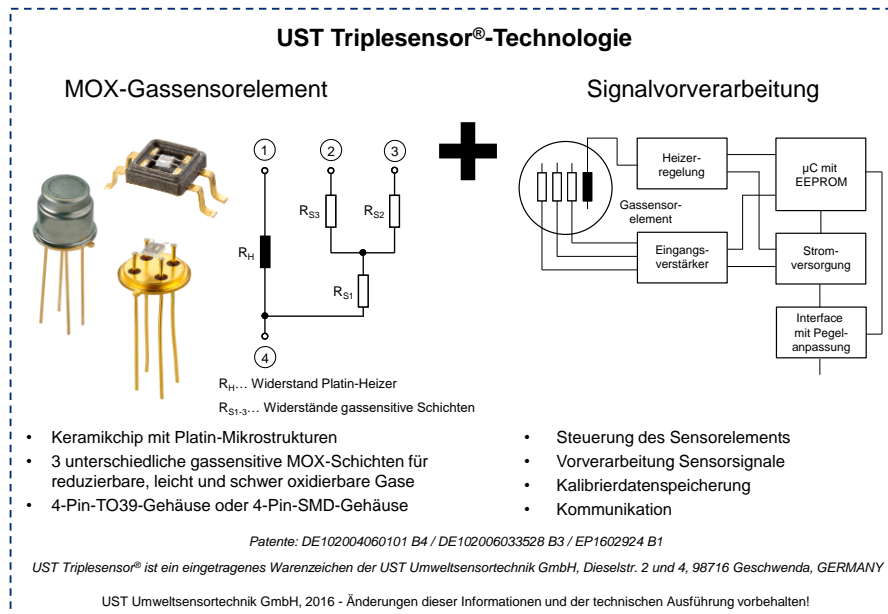 UST Triplesensor®-Technologie
MOX-Gassensorelement
1
2
3
R_S3
R_S2
R_H
R_S1
4
R_H… Widerstand Platin-Heizer
R_S1-3… Widerstände gassensitive Schichten
Signalvorverarbeitung
Heizer-
regelung
µC mit
EEPROM
Gassensor-
element
Eingangs-
verstärker
Strom-
versorgung
Interface
mit Pegel-
anpassung
• Keramikchip mit Platin-Mikrostrukturen
• 3 unterschiedliche gassensitive MOX-Schichten für
reduzierbare, leicht und schwer oxidierbare Gase
• 4-Pin-TO39-Gehäuse oder 4-Pin-SMD-Gehäuse
• Steuerung des Sensorelements
• Vorverarbeitung Sensorsignale
• Kalibrierdatenspeicherung
• Kommunikation
Patente: DE102004060101 B4 / DE102006033528 B3 / EP1602924 B1
UST Triplesensor® ist ein eingetragenes Warenzeichen der UST Umweltsensortechnik GmbH, Dieselstr. 2 und 4, 98716 Geschwenda, GERMANY
UST Umweltsensortechnik GmbH, 2016 - Änderungen dieser Informationen und der technischen Ausführung vorbehalten!